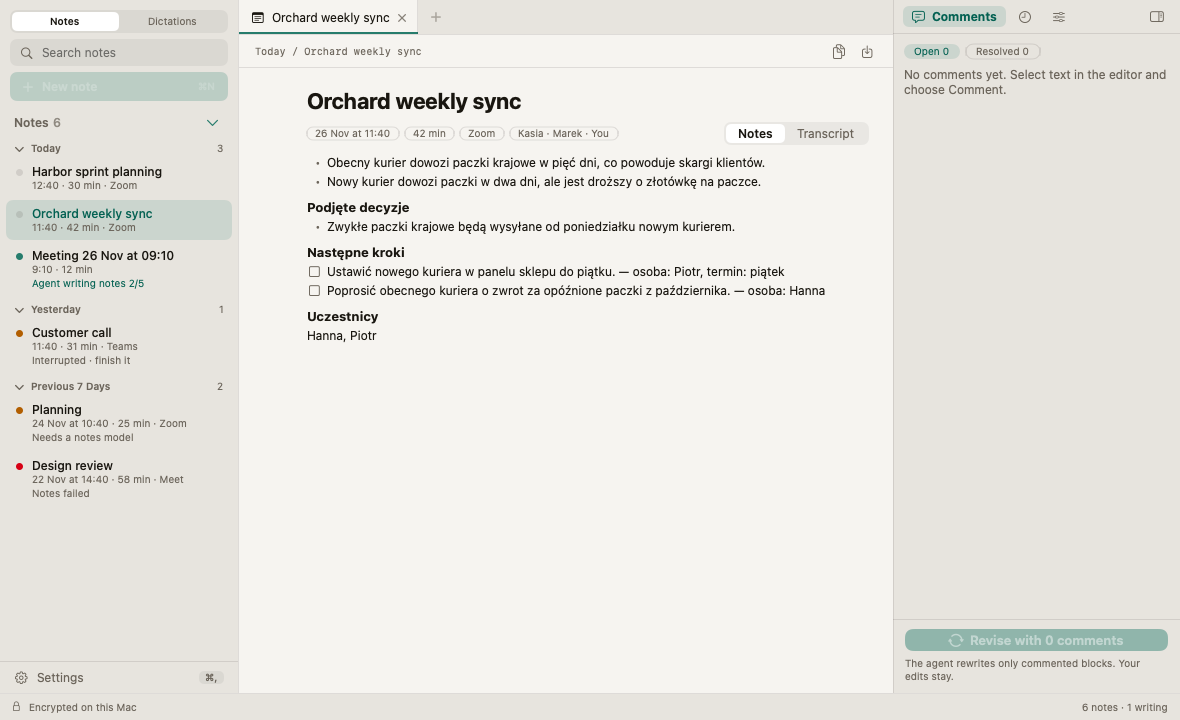 Notes
Dictations
Orchard weekly sync
Comments
Search notes
Today / Orchard weekly sync
Open 0
Resolved 0
New note
⌘N
No comments yet. Select text in the editor and
choose Comment.
Orchard weekly sync
Notes 6
26 Nov at 11:40
42 min
Zoom
Kasia · Marek · You
Notes
Transcript
Today
3
Harbor sprint planning
12:40 · 30 min · Zoom
Orchard weekly sync
11:40 · 42 min · Zoom
Meeting 26 Nov at 09:10
9:10 · 12 min
Agent writing notes 2/5
Yesterday
1
Customer call
11:40 · 31 min · Teams
Interrupted · finish it
Previous 7 Days
2
Planning
24 Nov at 10:40 · 25 min · Zoom
Needs a notes model
Design review
22 Nov at 14:40 · 58 min · Meet
Notes failed
• Obecny kurier dowozi paczki krajowe w pięć dni, co powoduje skargi klientów.
• Nowy kurier dowozi paczki w dwa dni, ale jest droższy o złotówkę na paczce.
Podjęte decyzje
• Zwykłe paczki krajowe będą wysyłane od poniedziałku nowym kurierem.
Następne kroki
Ustawić nowego kuriera w panelu sklepu do piątku. — osoba: Piotr, termin: piątek
Poprosić obecnego kuriera o zwrot za opóźnione paczki z października. — osoba: Hanna
Uczestnicy
Hanna, Piotr
Revise with 0 comments
The agent rewrites only commented blocks. Your
edits stay.
Settings
⌘,
Encrypted on this Mac
6 notes · 1 writing